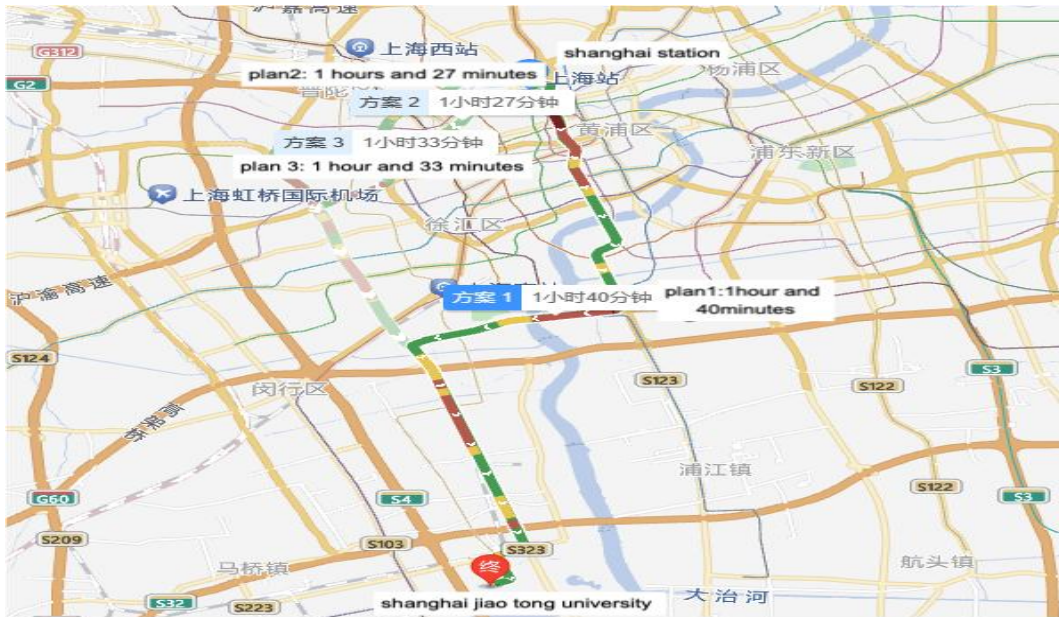 沪嘉高速
G312
上海西站
shanghai station
G2
plan2: 1 hours and 27 minutes
上海站
杨浦区
方案 2 1小时27分钟
黄浦区
方案 3 1小时33分钟
浦东新区
plan 3: 1 hour and 33 minutes
上海虹桥国际机场
徐汇区
沪渝高速
方案 1 1小时40分钟
plan1:1hour and
40minutes
S124
S123
S122
S3
闵行区
高架桥
浦江镇
G60
S4
S122
S3
S209
S103
S323
航头镇
马桥镇
终
S32
S223
shanghai jiao tong university
大治河